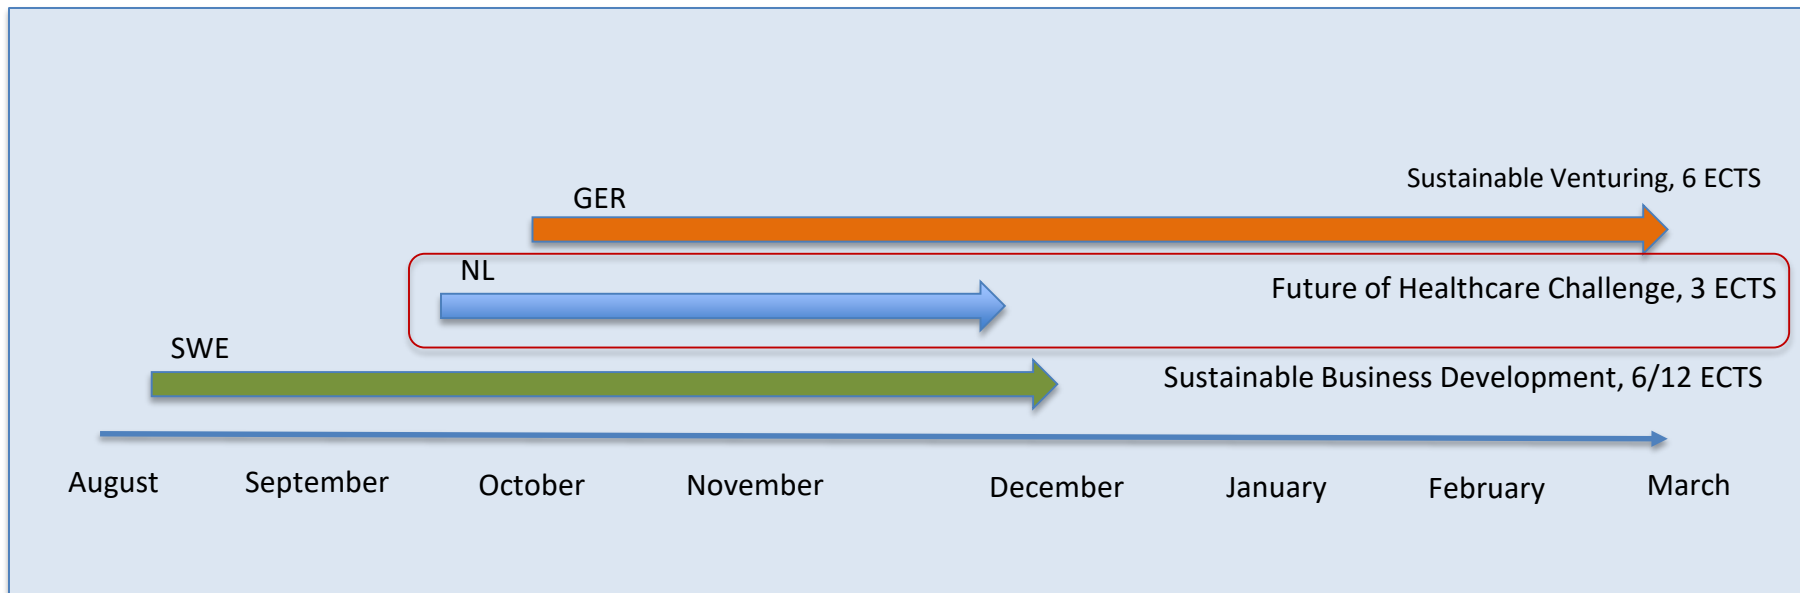 Sustainable Venturing, 6 ECTS
GER
NL
Future of Healthcare Challenge, 3 ECTS
SWE
Sustainable Business Development, 6/12 ECTS
August September October November December January February March